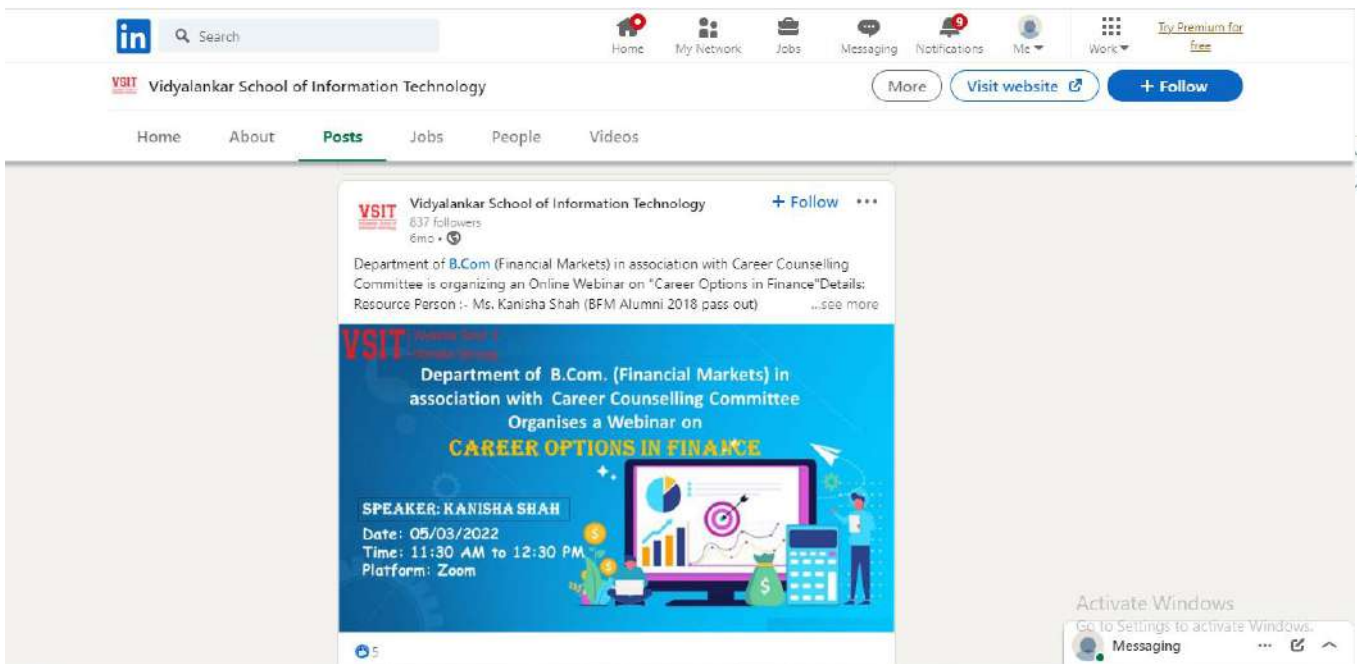 in
Search
Home
My Network
Jobs
Messaging
9
Notifications
Me
Work
Try Premium for
free
VSIT
Vidyalankar School of Information Technology
More
Visit website
+ Follow
Home
About
Posts
Jobs
People
Videos
VSIT
Vidyalankar School of Information Technology
+ Follow
837 followers
6mo •
Department of B.Com (Financial Markets) in association with Career Counselling
Committee is organizing an Online Webinar on "Career Options in Finance"Details:
Resource Person :- Ms. Kanisha Shah (BFM Alumni 2018 pass out) ...see more
VSIT
Department of B.Com. (Financial Markets) in
association with Career Counselling Committee
Organises a Webinar on
CAREER OPTIONS IN FINANCE
SPEAKER: KANISHA SHAH
Date: 05/03/2022
Time: 11:30 AM to 12:30 PM
Platform: Zoom
$
$
5
Activate Windows
Go to Settings to activate Windows.
Messaging